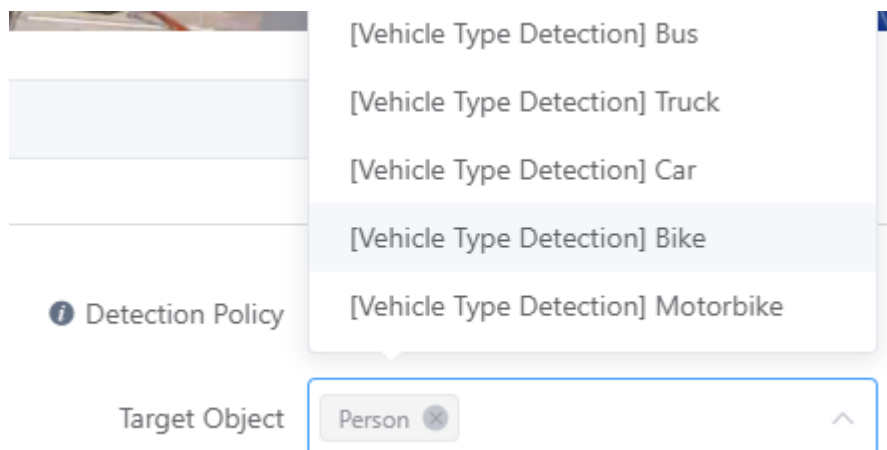 [Vehicle Type Detection] Bus
[Vehicle Type Detection] Truck
[Vehicle Type Detection] Car
[Vehicle Type Detection] Bike
[Vehicle Type Detection] Motorbike
Detection Policy
Target Object Person